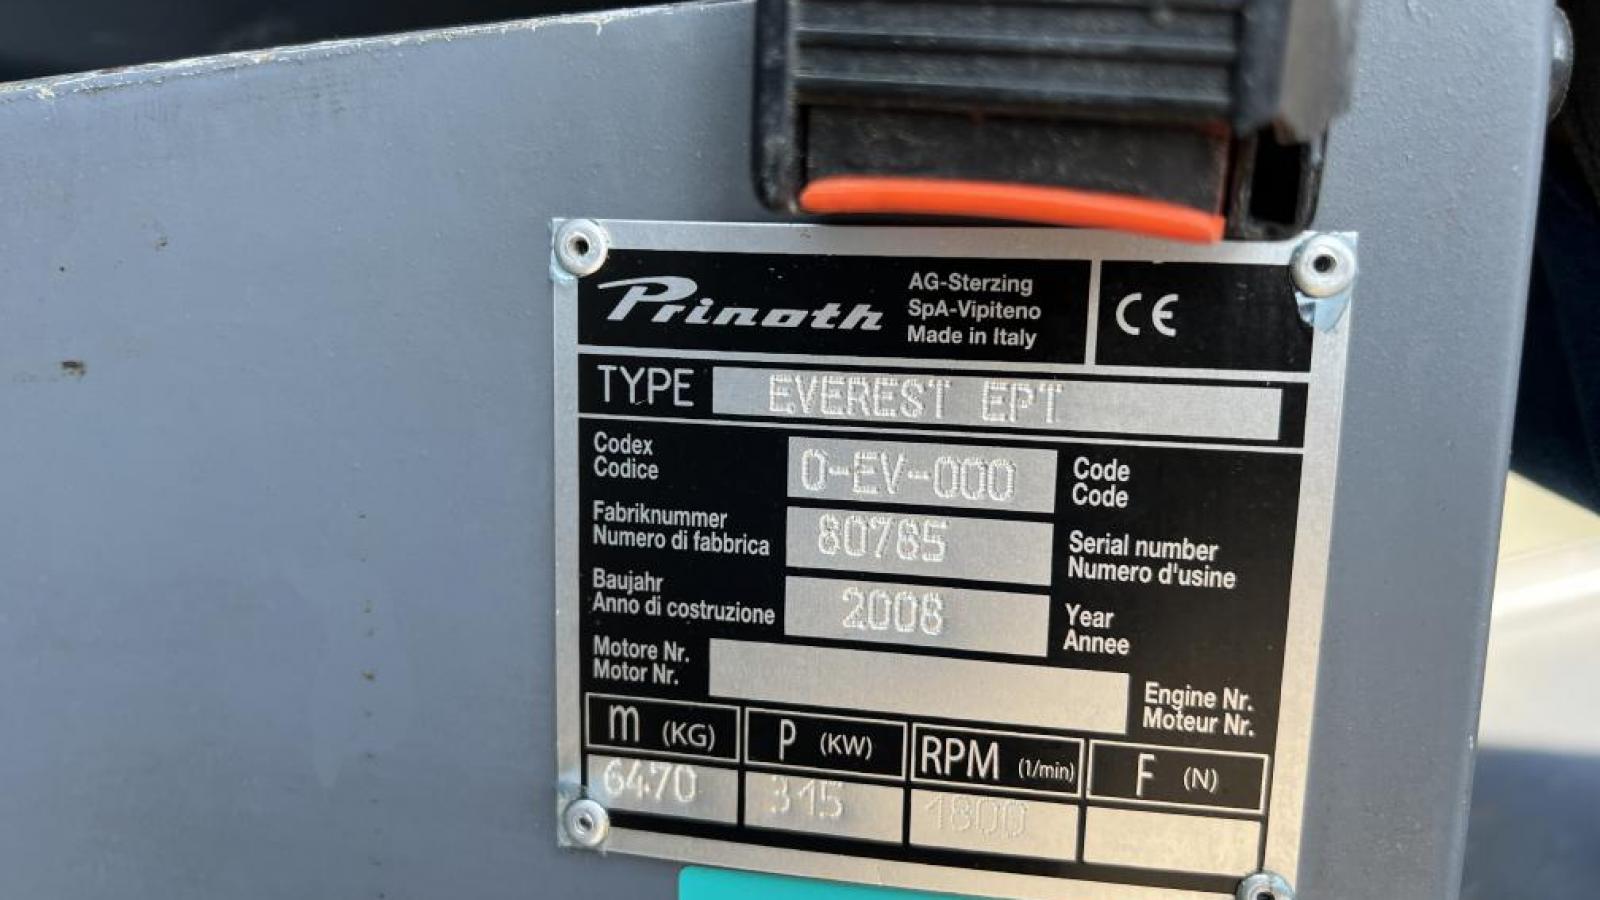 Prinoth
AG-Sterzing
SpA-Vipiteno
Made in Italy
CE
TYPE EVEREST EPT
Codex
Codice
0-EV-000
Code
Code
Fabriknummer
Numero di fabbrica
80785
Serial number
Numero d'usine
Baujahr
Anno di costruzione
2008
Year
Annee
Motore Nr.
Motor Nr.
Engine Nr.
Moteur Nr.
m (KG) P (KW) RPM (1/min) F (N)
6470 315 1800